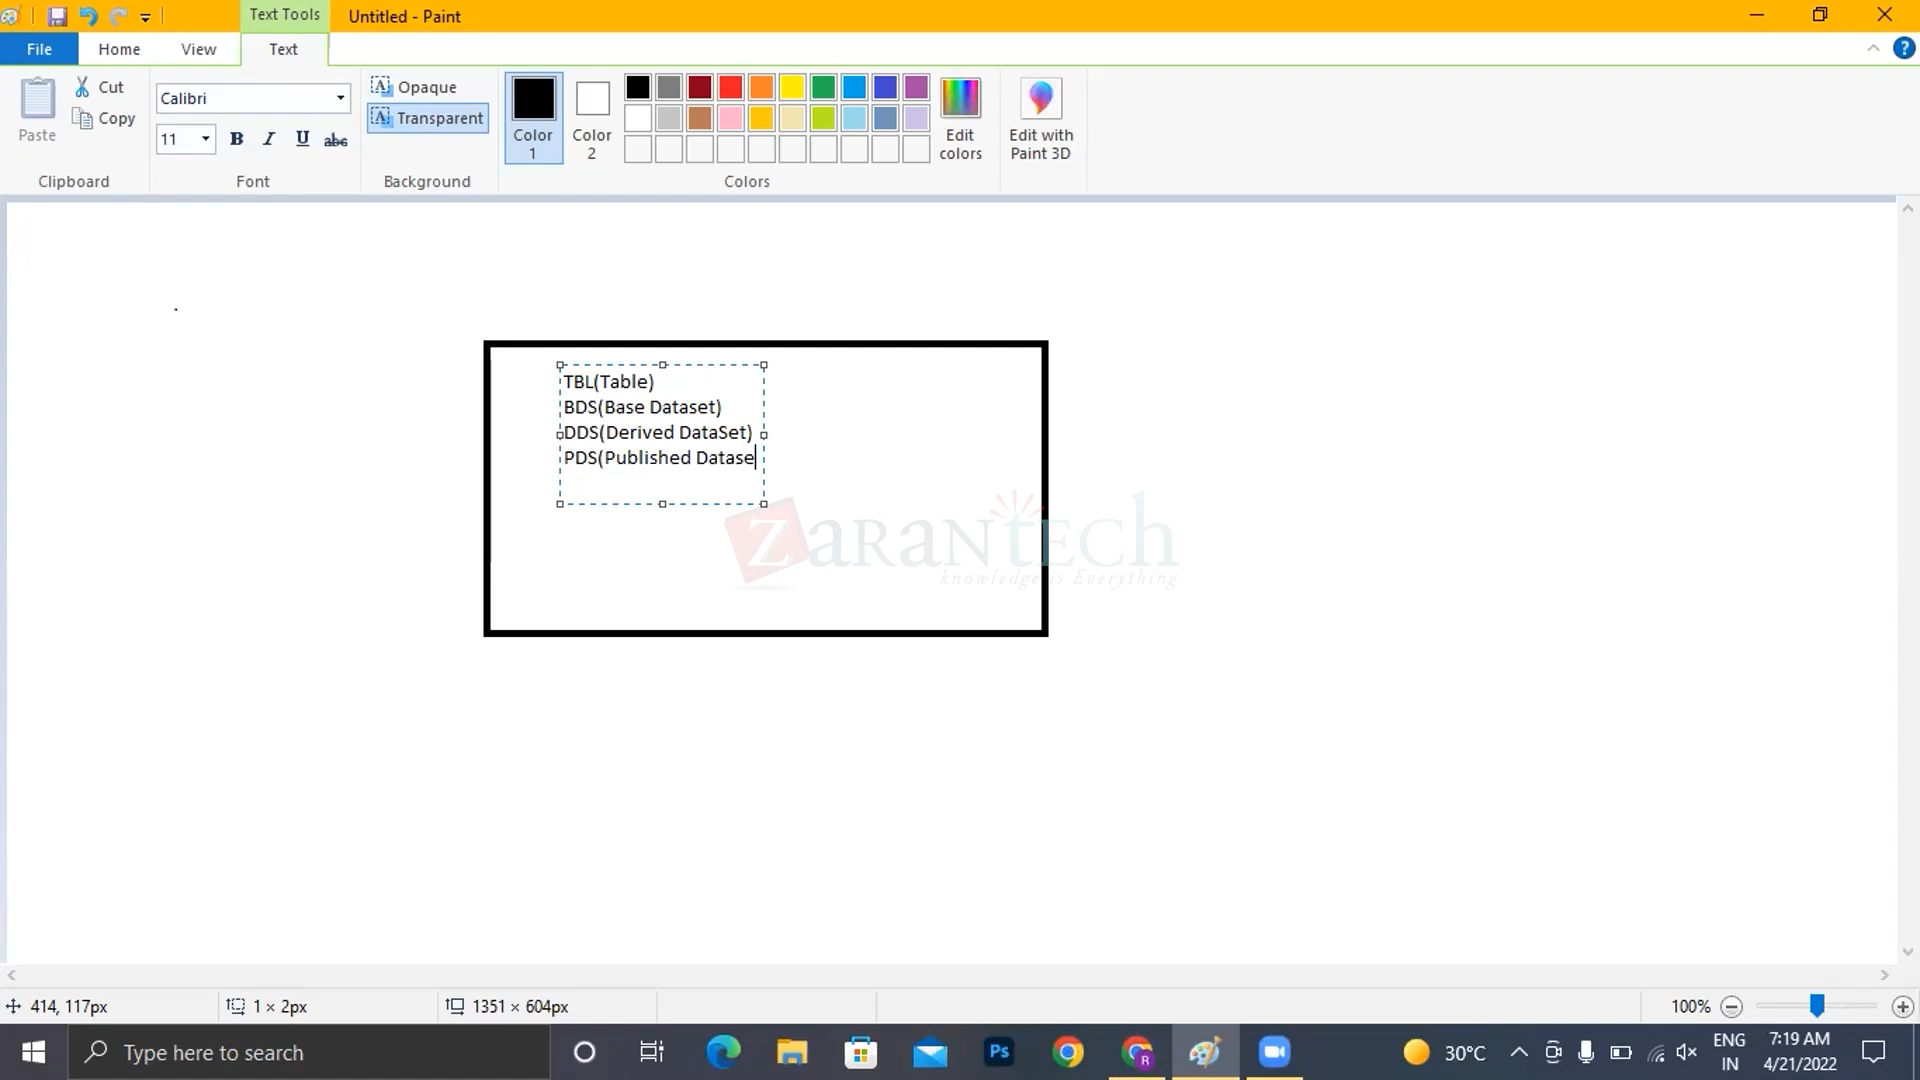 Text Tools
Untitled - Paint
File
Home
View
Text
Paste
Cut
Copy
Clipboard
Calibri
11
B
I
U
abc
Font
Opaque
Transparent
Background
Color
1
Color
2
Colors
Edit
colors
Edit with
Paint 3D
TBL(Table)
BDS(Base Dataset)
DDS(Derived DataSet)
PDS(Published Datase
ZARANTECH
knowledge is Everything
414, 117px
1 × 2px
1351 × 604px
100%
Type here to search
Ps
R
30°C
ENG
IN
7:19 AM
4/21/2022